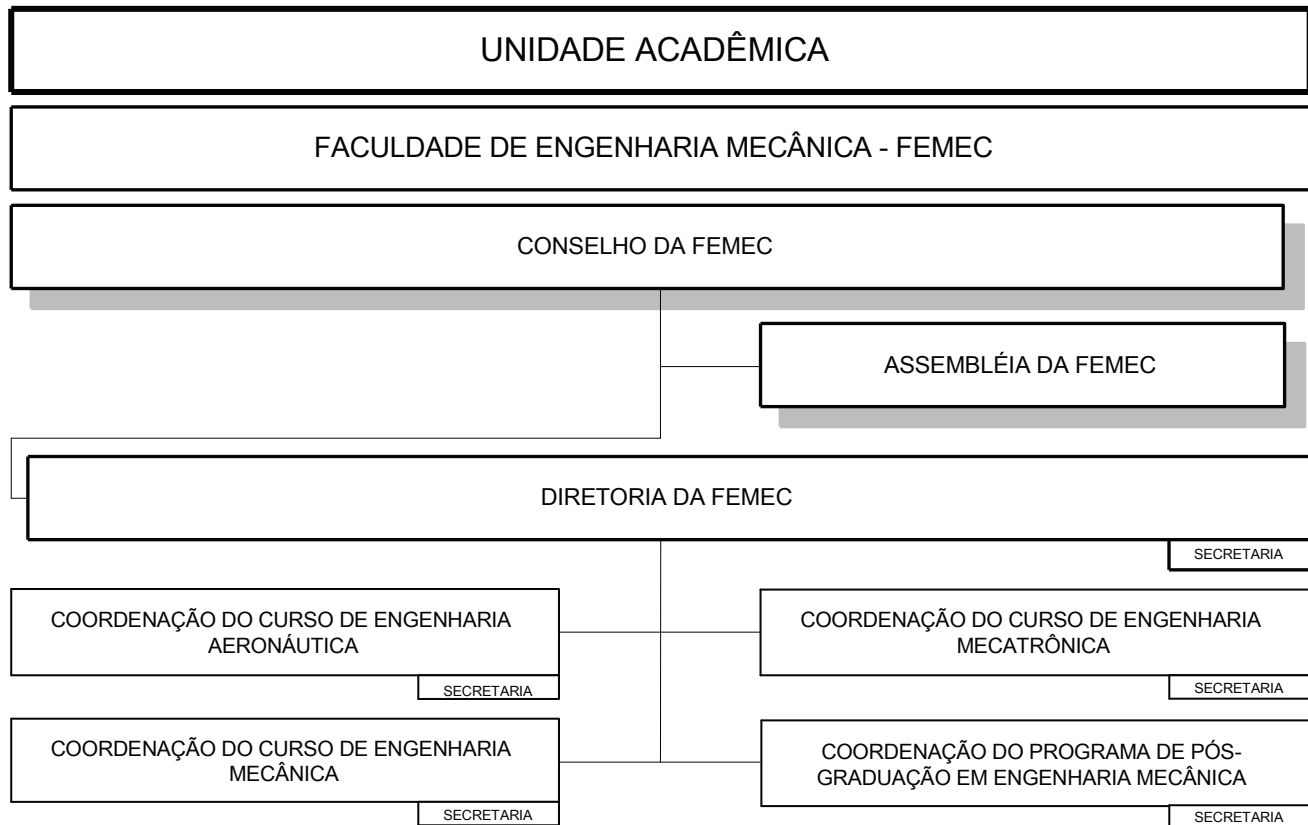 UNIDADE ACADÊMICA
FACULDADE DE ENGENHARIA MECÂNICA - FEMEC
CONSELHO DA FEMEC
ASSEMBLÉIA DA FEMEC
DIRETORIA DA FEMEC
SECRETARIA
COORDENAÇÃO DO CURSO DE ENGENHARIA
AERONÁUTICA
SECRETARIA
COORDENAÇÃO DO CURSO DE ENGENHARIA
MECATRÔNICA
SECRETARIA
COORDENAÇÃO DO CURSO DE ENGENHARIA
MECÂNICA
SECRETARIA
COORDENAÇÃO DO PROGRAMA DE PÓS-
GRADUAÇÃO EM ENGENHARIA MECÂNICA
SECRETARIA